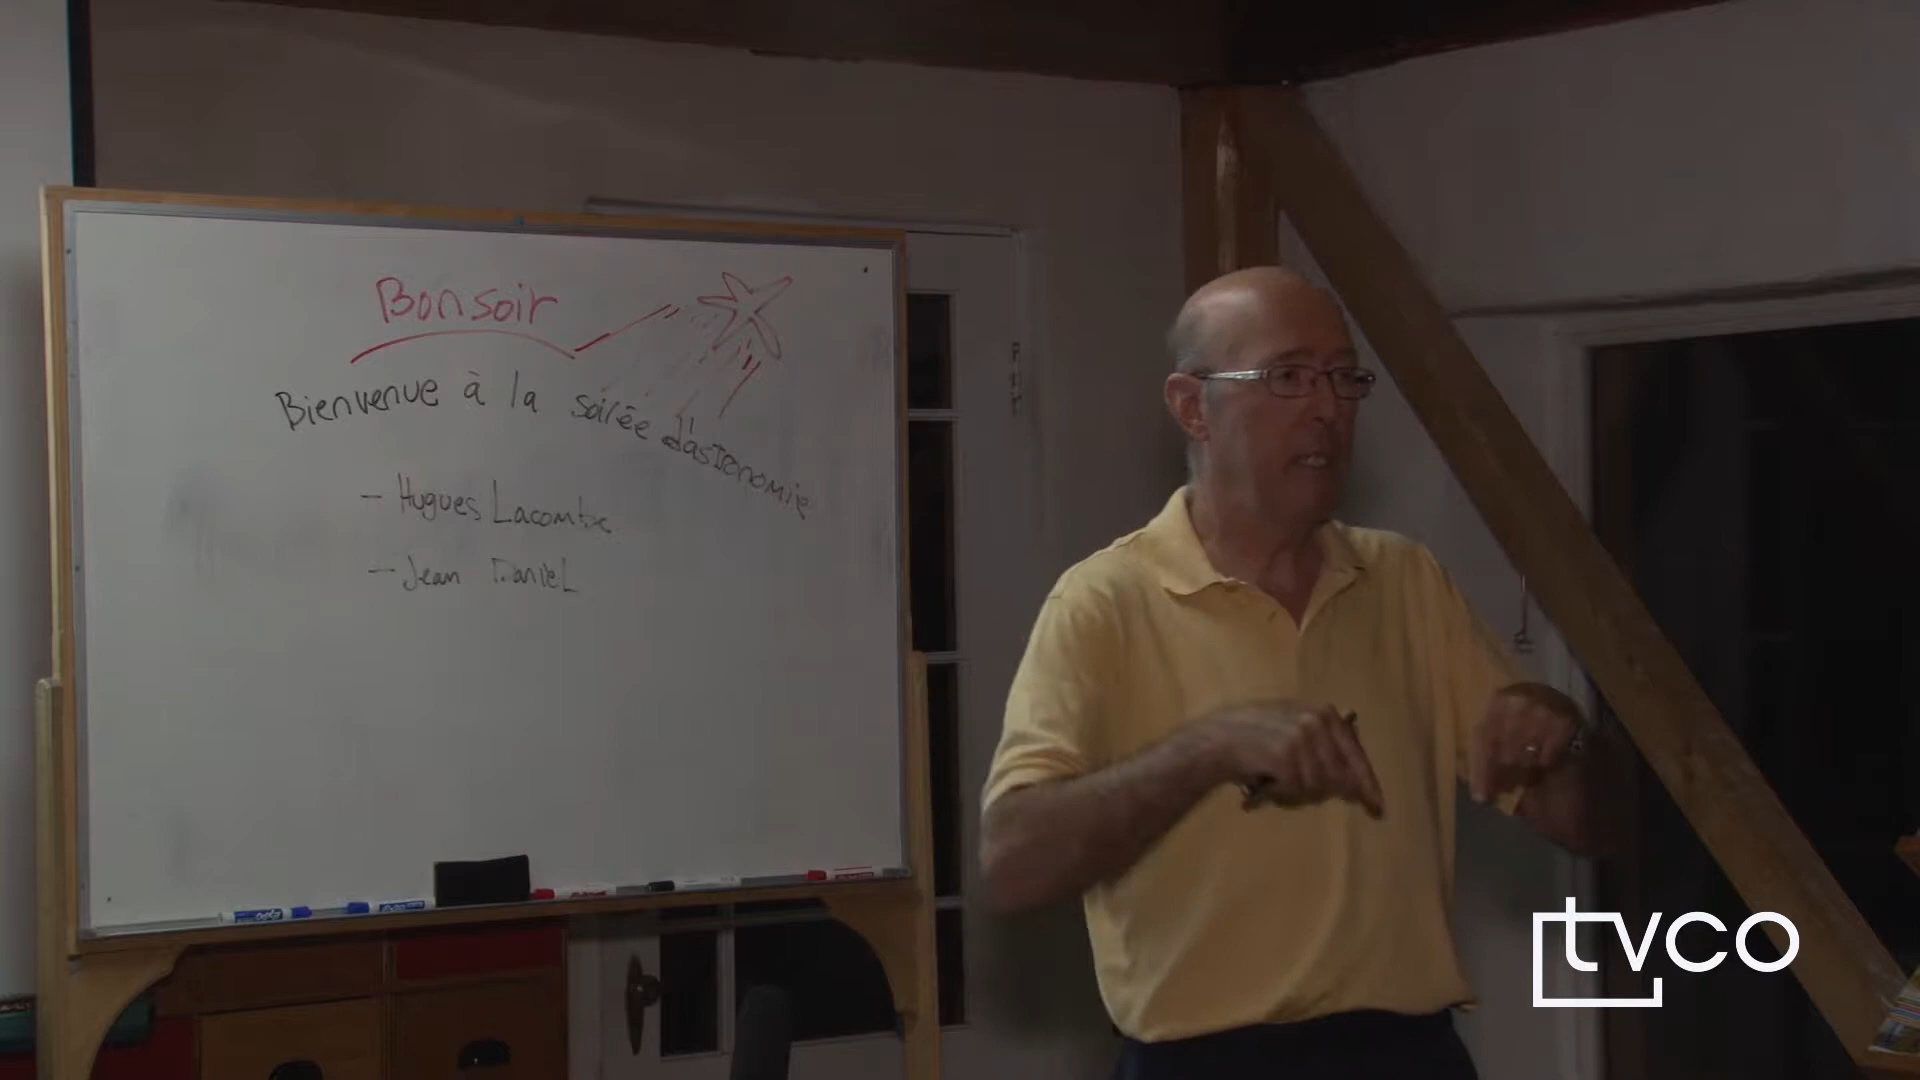 Bonsoir
Bienvenue à la soirée d'astronomie
- Hugues Lacombe
- Jean Daniel
tvco